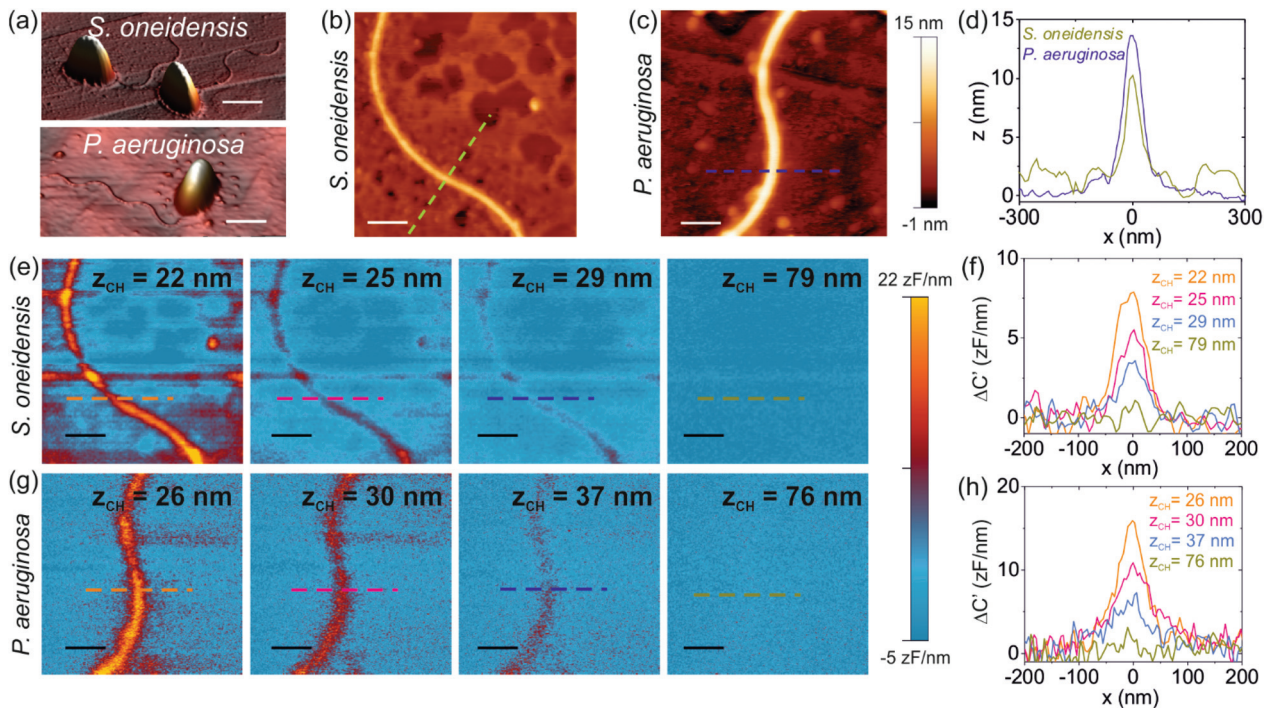 (a)
S. oneidensis
P. aeruginosa
(b)
S. oneidensis
(c)
P. aeruginosa
15 nm
-1 nm
(d)
S. oneidensis
P. aeruginosa
15
10
5
0
z (nm)
-300 0 300
x (nm)
(e)
S. oneidensis
zCH = 22 nm
zCH = 25 nm
zCH = 29 nm
zCH = 79 nm
22 zF/nm
-5 zF/nm
(f)
zCH = 22 nm
zCH = 25 nm
zCH = 29 nm
zCH = 79 nm
10
5
0
ΔC' (zF/nm)
-200 -100 0 100 200
x (nm)
(g)
P. aeruginosa
zCH = 26 nm
zCH = 30 nm
zCH = 37 nm
zCH = 76 nm
(h)
zCH = 26 nm
zCH = 30 nm
zCH = 37 nm
zCH = 76 nm
20
10
0
ΔC' (zF/nm)
-200 -100 0 100 200
x (nm)